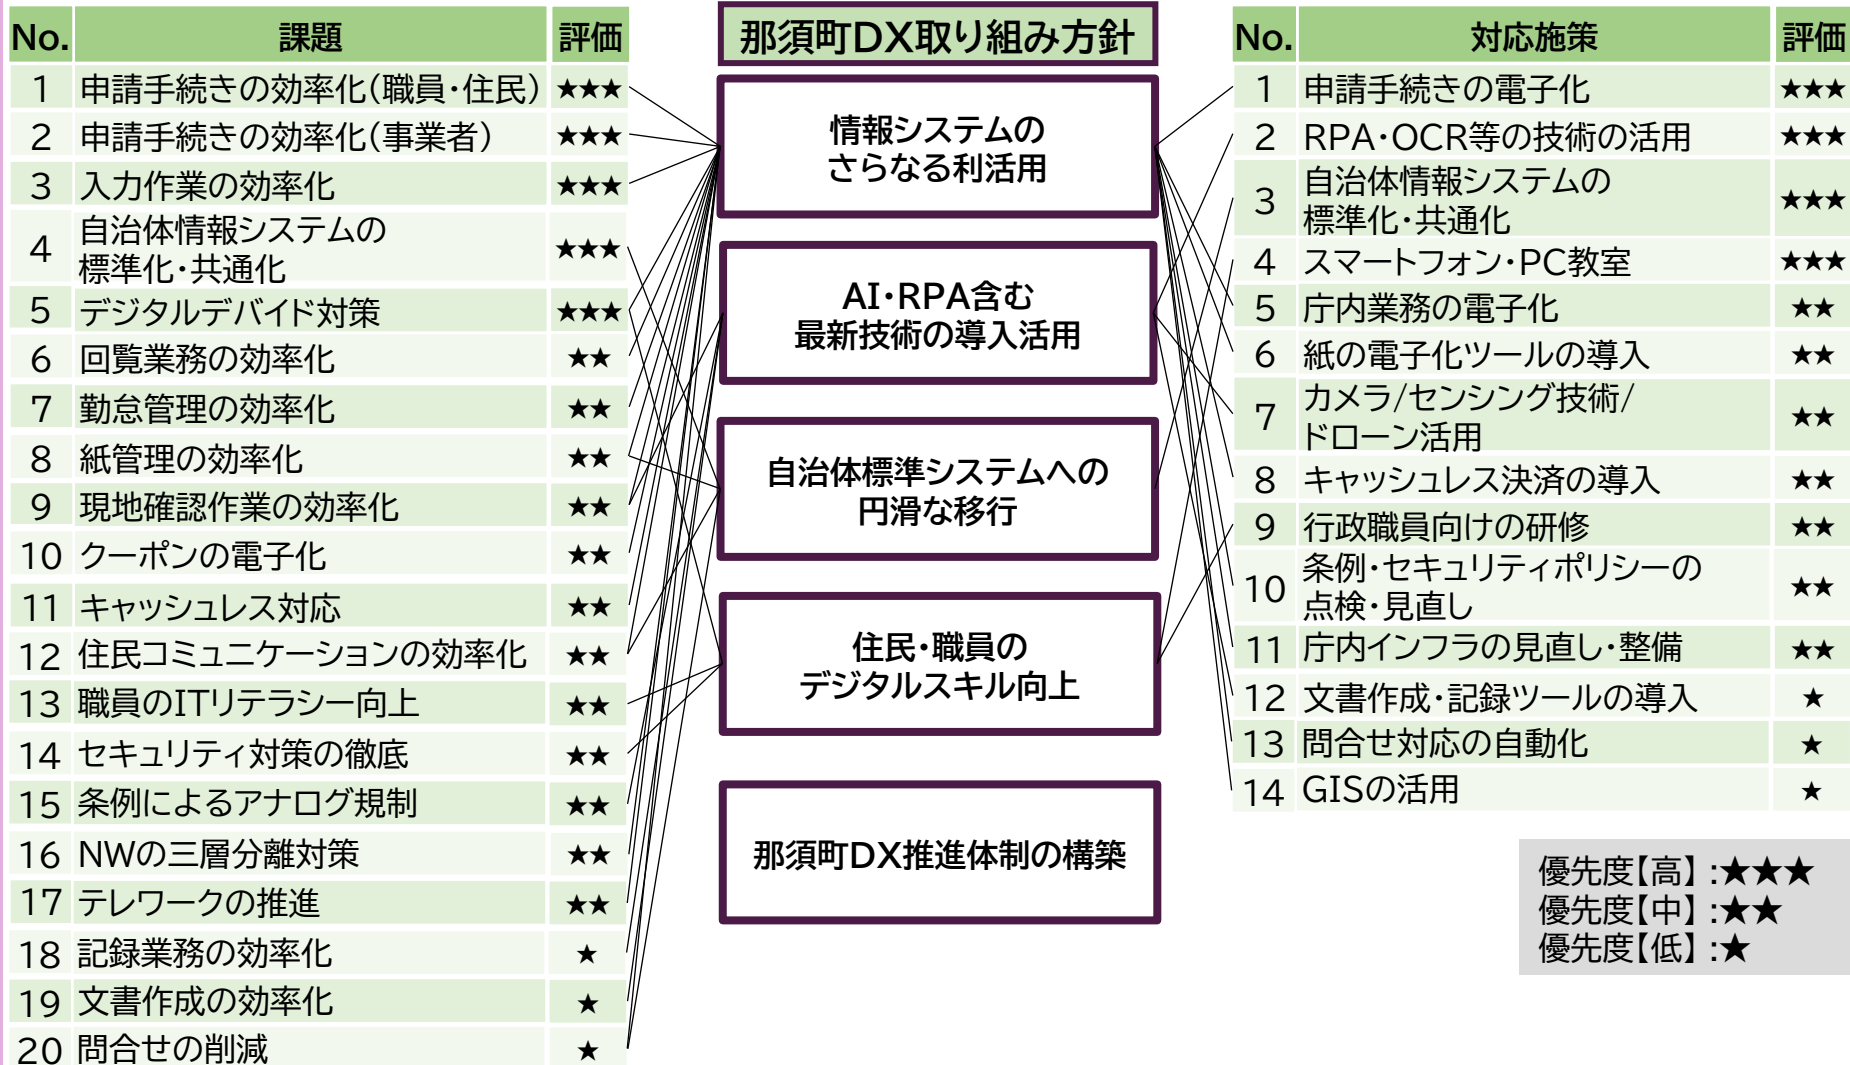 No. 課題 評価
1 申請手続きの効率化(職員・住民) ★★★
2 申請手続きの効率化(事業者) ★★★
3 入力作業の効率化 ★★★
4 自治体情報システムの
標準化・共通化 ★★★
5 デジタルデバイド対策 ★★★
6 回覧業務の効率化 ★★
7 勤怠管理の効率化 ★★
8 紙管理の効率化 ★★
9 現地確認作業の効率化 ★★
10 クーポンの電子化 ★★
11 キャッシュレス対応 ★★
12 住民コミュニケーションの効率化 ★★
13 職員のITリテラシー向上 ★★
14 セキュリティ対策の徹底 ★★
15 条例によるアナログ規制 ★★
16 NWの三層分離対策 ★★
17 テレワークの推進 ★★
18 記録業務の効率化 ★
19 文書作成の効率化 ★
20 問合せの削減 ★
那須町DX取り組み方針
情報システムの
さらなる利活用
AI・RPA含む
最新技術の導入活用
自治体標準システムへの
円滑な移行
住民・職員の
デジタルスキル向上
那須町DX推進体制の構築
No. 対応施策 評価
1 申請手続きの電子化 ★★★
2 RPA・OCR等の技術の活用 ★★★
3 自治体情報システムの
標準化・共通化 ★★★
4 スマートフォン・PC教室 ★★★
5 庁内業務の電子化 ★★
6 紙の電子化ツールの導入 ★★
7 カメラ/センシング技術/
ドローン活用 ★★
8 キャッシュレス決済の導入 ★★
9 行政職員向けの研修 ★★
10 条例・セキュリティポリシーの
点検・見直し ★★
11 庁内インフラの見直し・整備 ★★
12 文書作成・記録ツールの導入 ★
13 問合せ対応の自動化 ★
14 GISの活用 ★
優先度【高】:★★★
優先度【中】:★★
優先度【低】:★